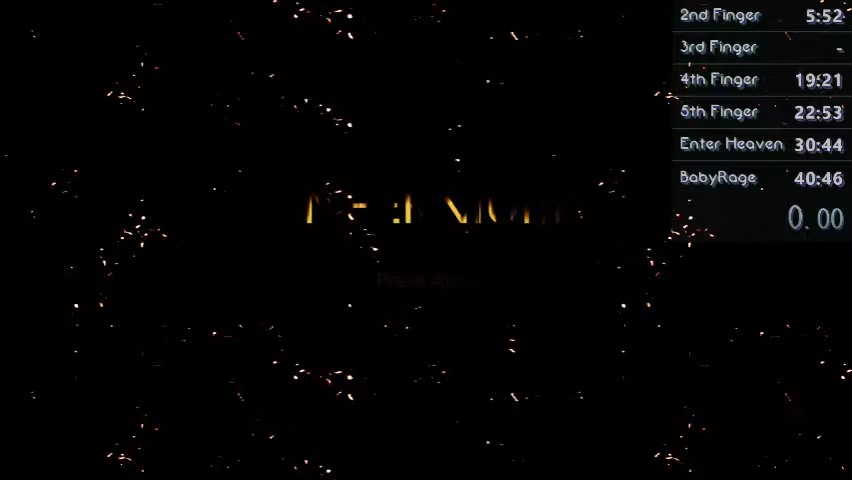 2nd Finger 5:52
3rd Finger -
4th Finger 19:21
5th Finger 22:53
Enter Heaven 30:44
BabyRage 40:46
0.00